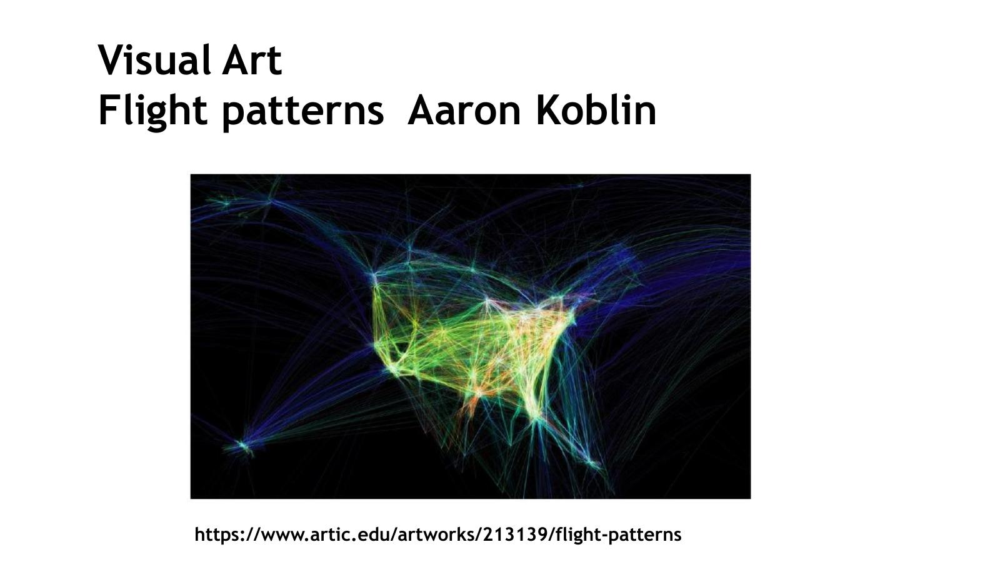 Visual Art
Flight patterns  Aaron Koblin
https://www.artic.edu/artworks/213139/flight-patterns